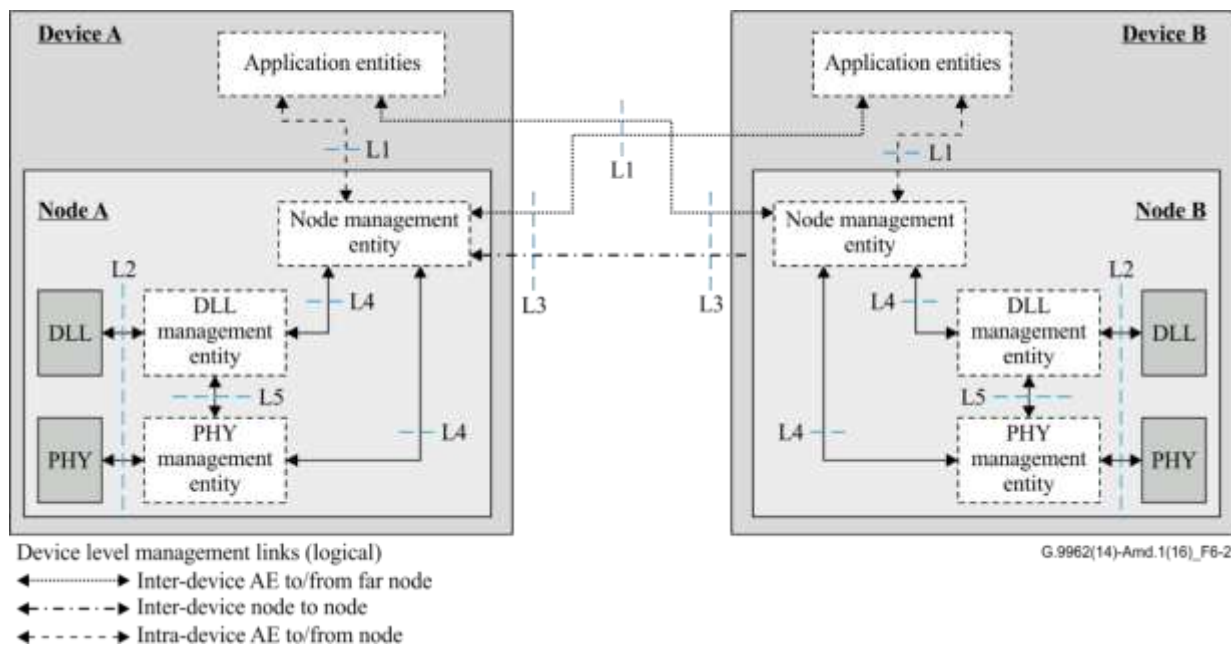 Device A
Application entities
L1
Node A
Node management
entity
L2
L4
DLL
DLL
management
entity
L5
L4
PHY
PHY
management
entity
L1
L3
L3
Device B
Application entities
L1
Node B
Node management
entity
L2
L4
DLL
management
entity
DLL
L5
L4
PHY
management
entity
PHY
Device level management links (logical)
G.9962(14)-Amd.1(16)_F6-2
Inter-device AE to/from far node
Inter-device node to node
Intra-device AE to/from node